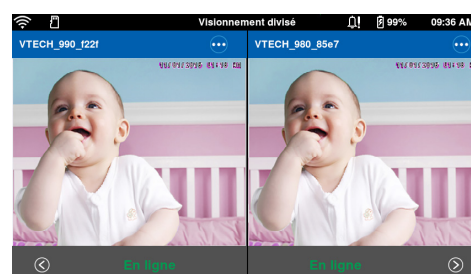 Visionnement divisé 99% 09:36 AM
VTECH_990_f22f VTECH_980_85e7
En ligne En ligne